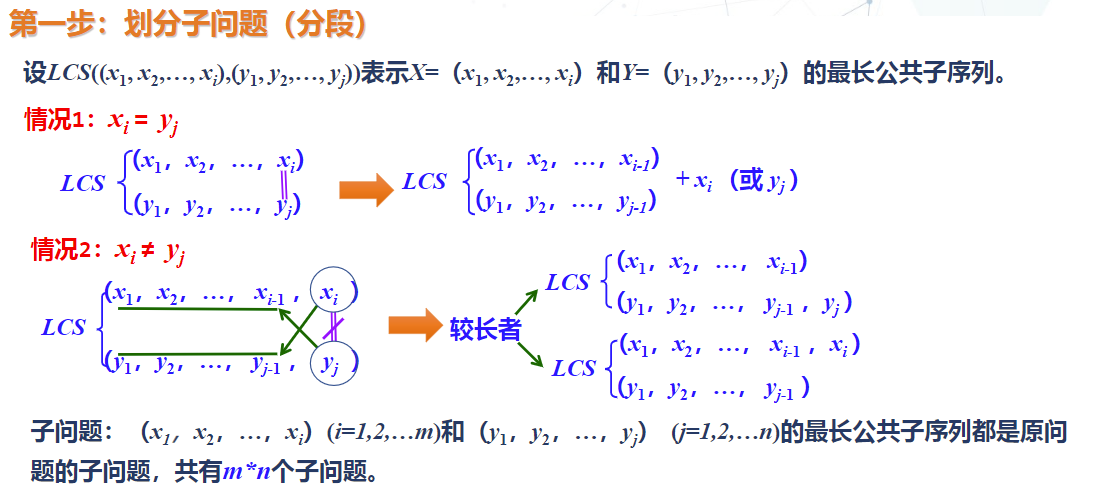 第一步：划分子问题（分段）
设LCS((x1, x2,…, xi),(y1, y2,…, yj))表示X=（x1, x2,…, xi）和Y=（y1, y2,…, yj）的最长公共子序列。
情况1：xi = yj
LCS
(x1，x2，…，xi)
(y1，y2，…，yj)
LCS
(x1，x2，…，xi-1)
(y1，y2，…，yj-1)
+ xi（或 yj）
情况2：xi ≠ yj
LCS
(x1，x2，…，xi-1，xi)
(y1，y2，…，yj-1，yj)
较长者
LCS
(x1，x2，…，xi-1)
(y1，y2，…，yj-1，yj)
LCS
(x1，x2，…，xi-1，xi)
(y1，y2，…，yj-1)
子问题：（x1，x2，…，xi）(i=1,2,…m)和（y1，y2，…，yj） (j=1,2,…n)的最长公共子序列都是原问
题的子问题，共有m*n个子问题。